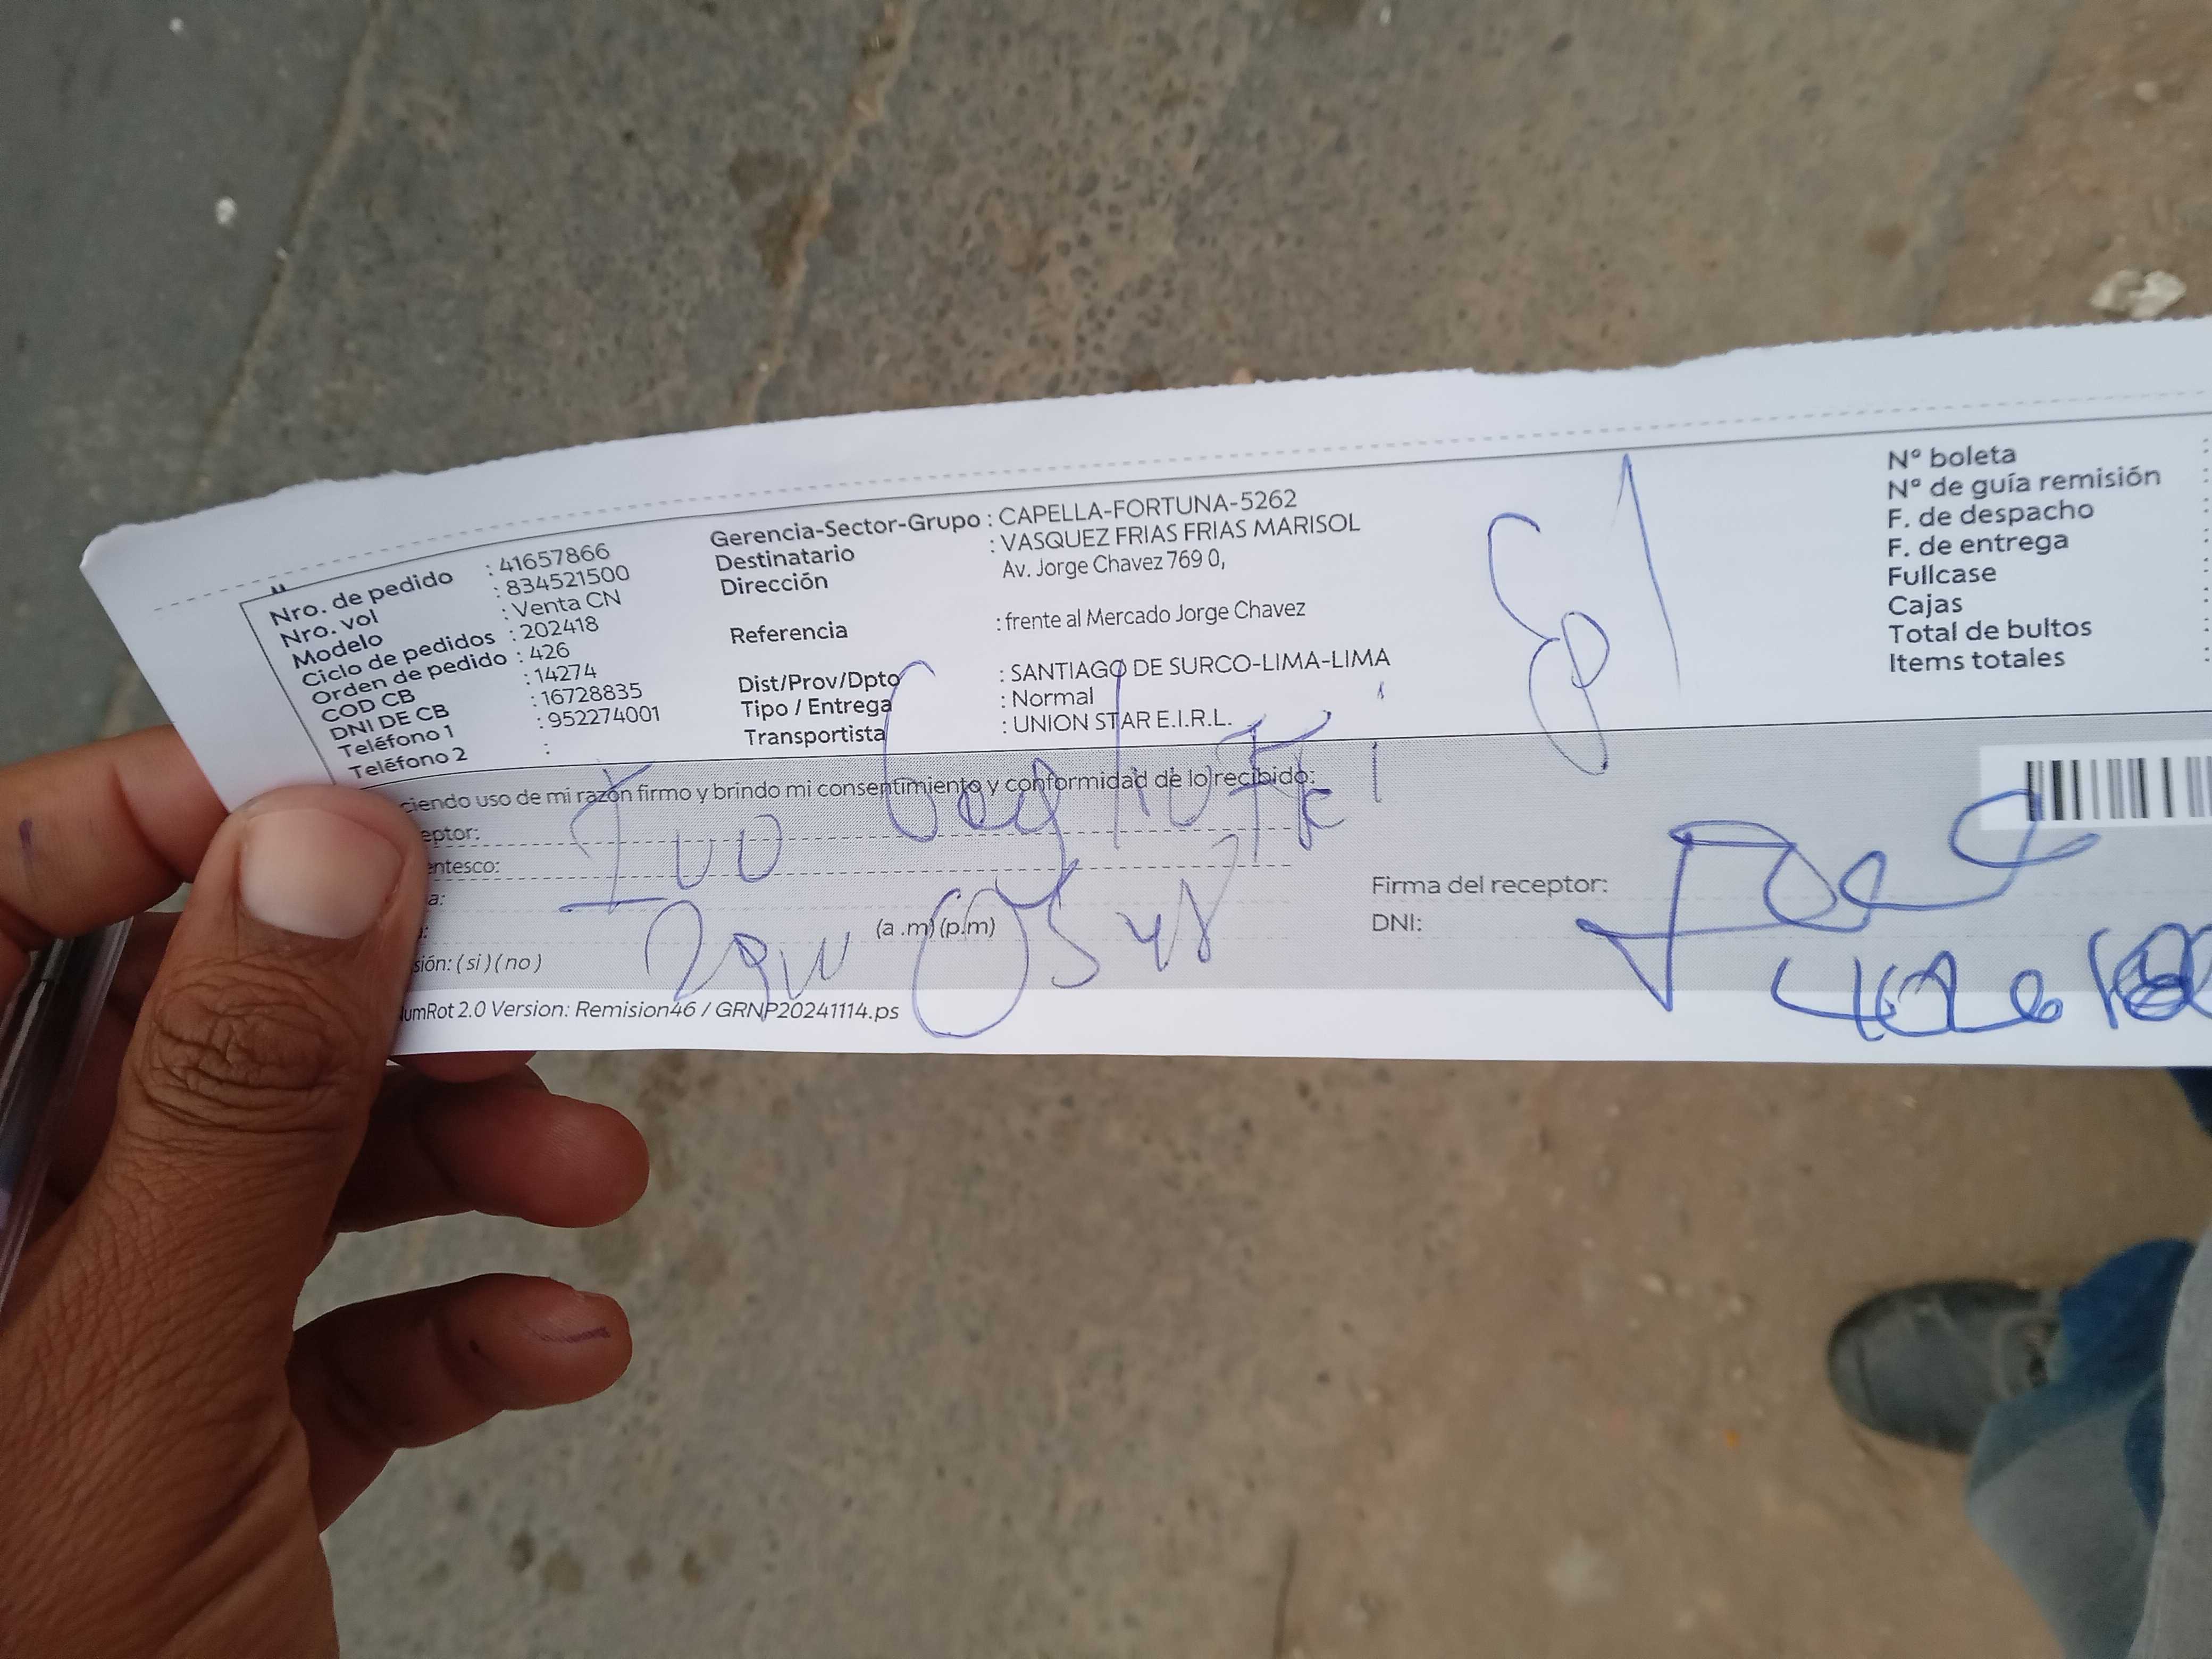 Nro. de pedido : 41657866
Nro. vol : 834521500
Modelo : Venta CN
Ciclo de pedidos : 202418
Orden de pedido : 426
COD CB : 14274
DNI DE CB : 16728835
Teléfono 1 : 952274001
Teléfono 2 :
Gerencia-Sector-Grupo : CAPELLA-FORTUNA-5262
Destinatario : VASQUEZ FRIAS FRIAS MARISOL
Dirección Av. Jorge Chavez 769 0,
Referencia : frente al Mercado Jorge Chavez
Dist/Prov/Dpto : SANTIAGO DE SURCO-LIMA-LIMA
Tipo / Entrega : Normal
Transportista : UNION STAR E.I.R.L.
N° boleta :
N° de guía remisión :
F. de despacho :
F. de entrega :
Fullcase :
Cajas :
Total de bultos :
Items totales :
ciendo uso de mi razón firmo y brindo mi consentimiento y conformidad de lo recibido:
eptor:
entesco:
a:
(a .m) (p.m)
sión: ( si ) ( no )
Firma del receptor:
DNI:
umRot 2.0 Version: Remision46 / GRNP20241114.ps